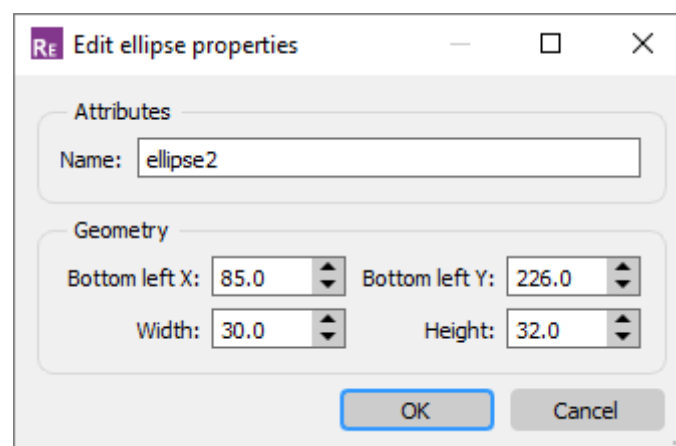 RE Edit ellipse properties
Attributes
Name: ellipse2
Geometry
Bottom left X: 85.0 Bottom left Y: 226.0
Width: 30.0 Height: 32.0
OK Cancel